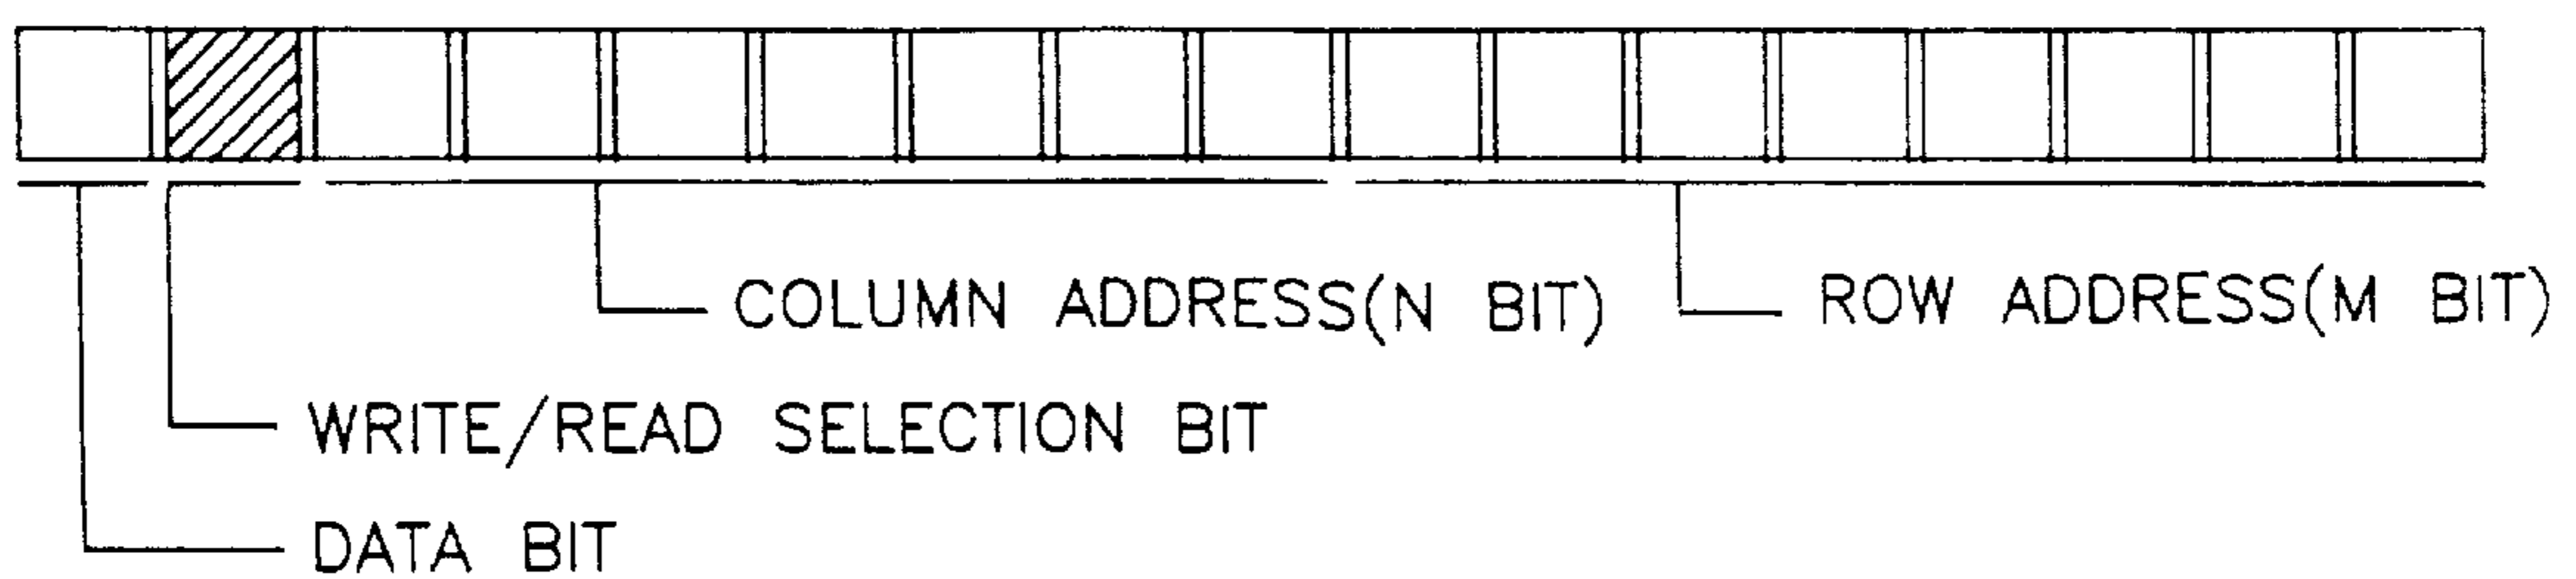 COLUMN ADDRESS(N BIT)
ROW ADDRESS(M BIT)
WRITE/READ SELECTION BIT
DATA BIT